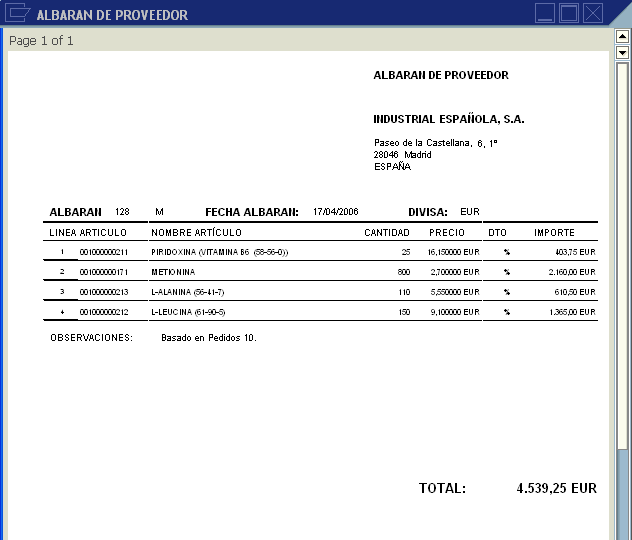 ALBARAN DE PROVEEDOR
Page 1 of 1
ALBARAN DE PROVEEDOR
INDUSTRIAL ESPAÑOLA, S.A.
Paseo de la Castellana, 6, 1º
28046 Madrid
ESPAÑA
ALBARAN 128 M FECHA ALBARAN: 17/04/2006 DIVISA: EUR
LINEA ARTICULO NOMBRE ARTÍCULO CANTIDAD PRECIO DTO IMPORTE
1 001000000211 PIRIDOXINA (VITAMINA B6 (58-56-0)) 25 16,150000 EUR % 403,75 EUR
2 001000000171 METIONINA 800 2,700000 EUR % 2.160,00 EUR
3 001000000213 L-ALANINA (56-41-7) 110 5,550000 EUR % 610,50 EUR
4 001000000212 L-LEUCINA (61-90-5) 150 9,100000 EUR % 1.365,00 EUR
OBSERVACIONES: Basado en Pedidos 10.
TOTAL: 4.539,25 EUR